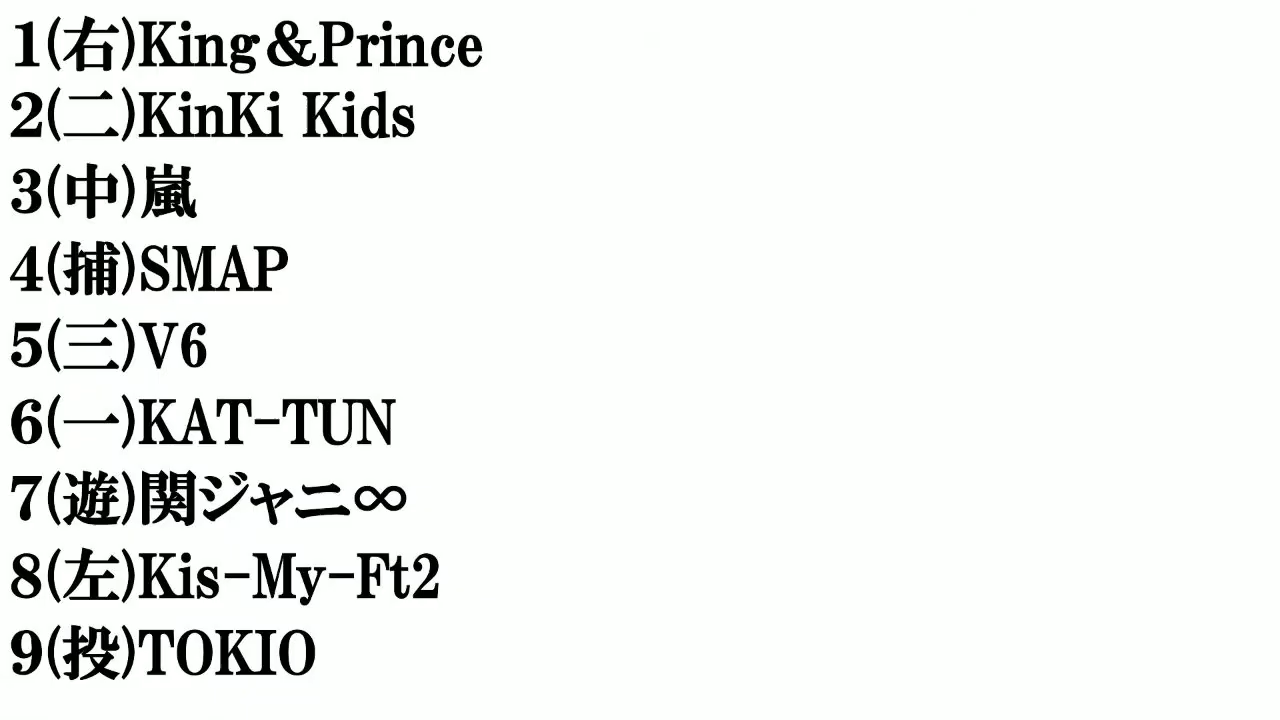 1(右)King&Prince
2(二)KinKi Kids
3(中)嵐
4(捕)SMAP
5(三)V6
6(一)KAT-TUN
7(遊)関ジャニ∞
8(左)Kis-My-Ft2
9(投)TOKIO